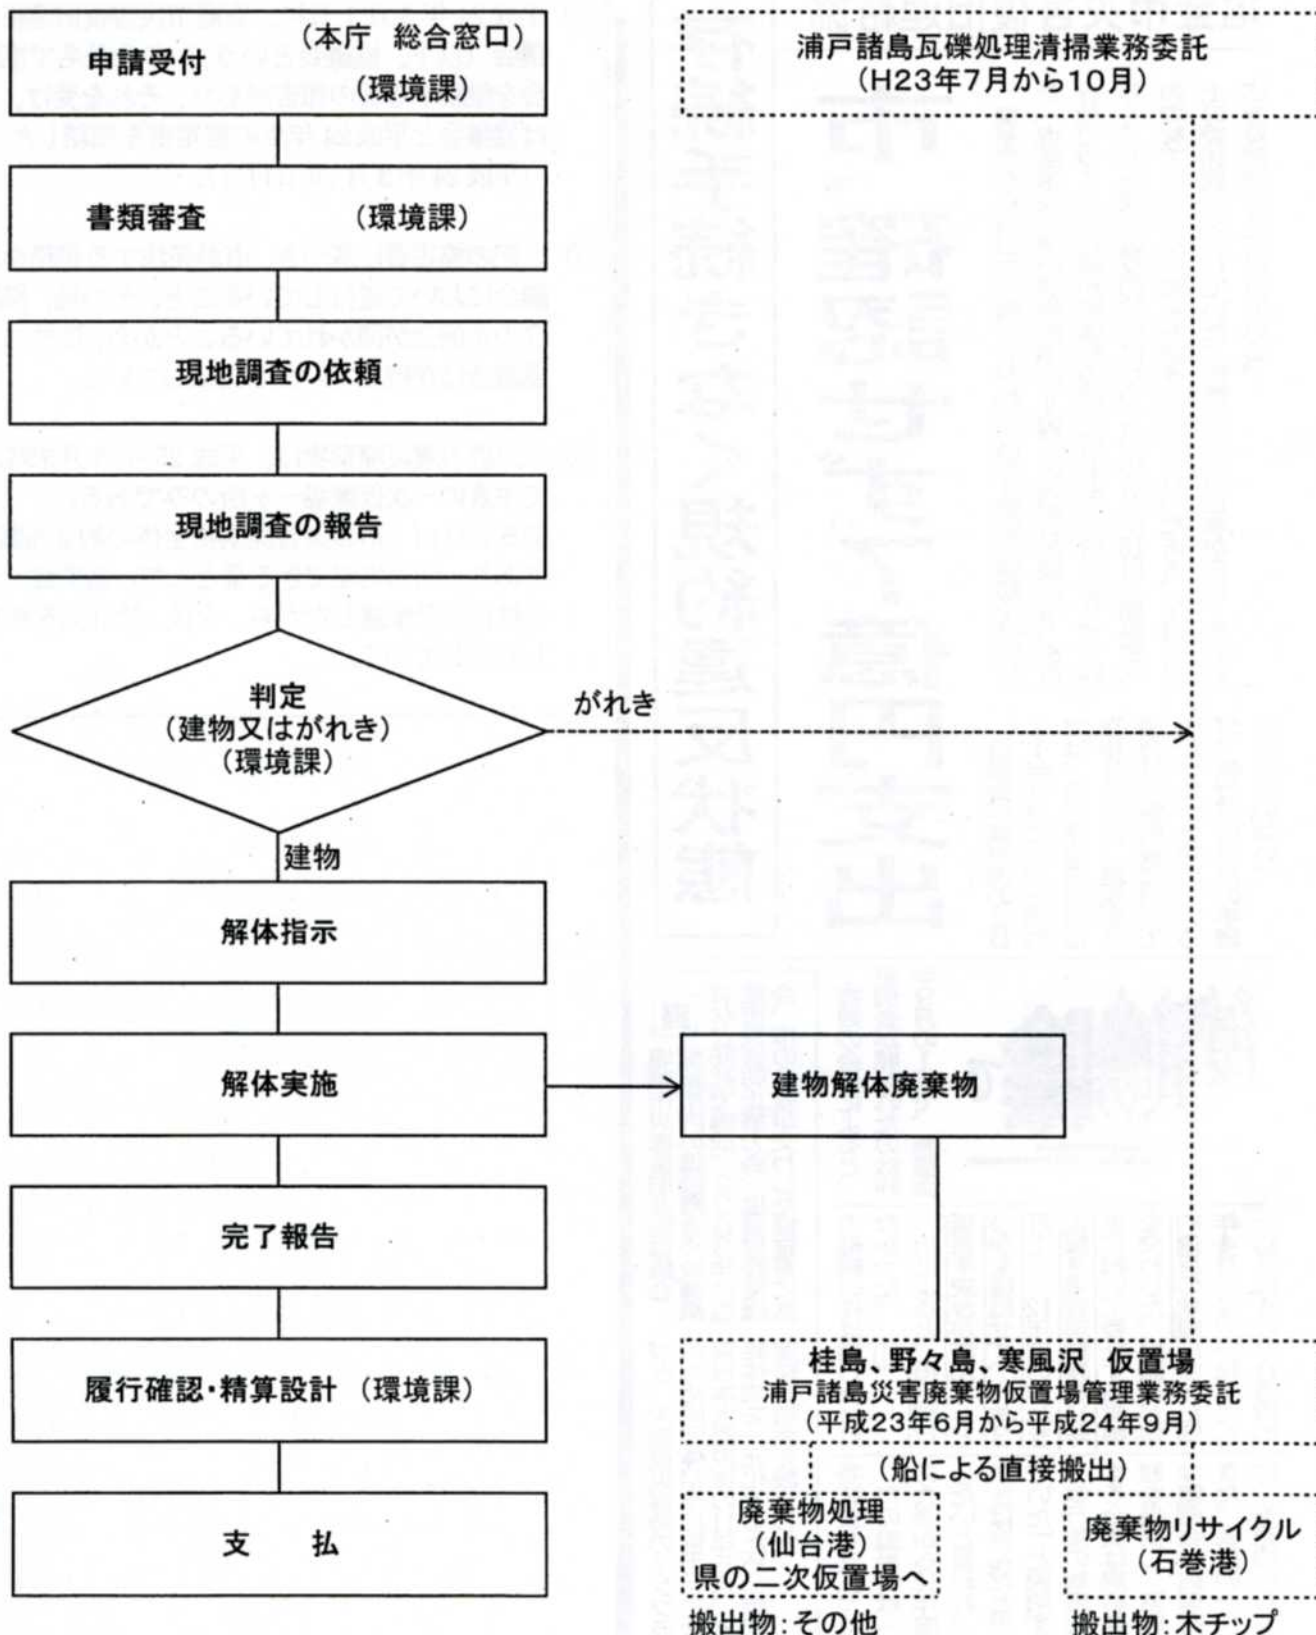 申請受付
(本庁 総合窓口)
(環境課)
書類審査 (環境課)
現地調査の依頼
現地調査の報告
判定
(建物又はがれき)
(環境課)
がれき
建物
解体指示
解体実施
完了報告
履行確認・精算設計 (環境課)
支 払
浦戸諸島瓦礫処理清掃業務委託
(H23年7月から10月)
建物解体廃棄物
桂島、野々島、寒風沢 仮置場
浦戸諸島災害廃棄物仮置場管理業務委託
(平成23年6月から平成24年9月)
(船による直接搬出)
廃棄物処理
(仙台港)
県の二次仮置場へ
搬出物:その他
廃棄物リサイクル
(石巻港)
搬出物:木チップ